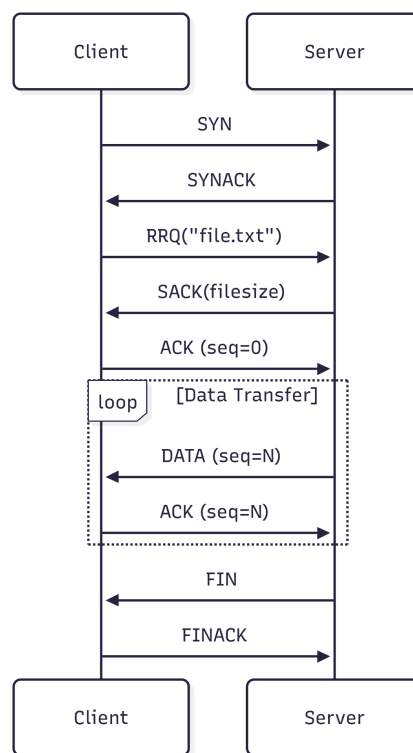 Client
Server
SYN
SYNACK
RRQ("file.txt")
SACK(filesize)
ACK (seq=0)
loop
[Data Transfer]
DATA (seq=N)
ACK (seq=N)
FIN
FINACK
Client
Server